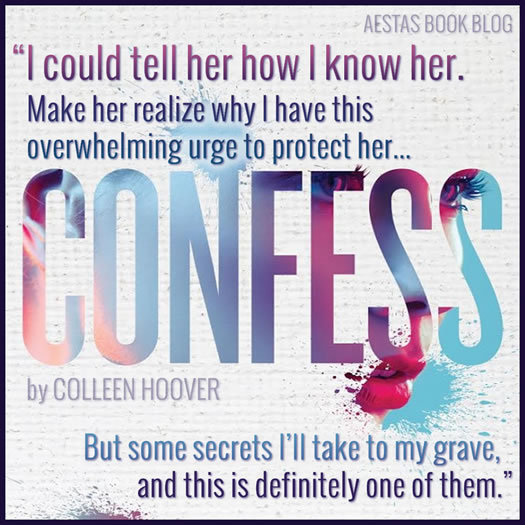 AESTAS BOOK BLOG
“I could tell her how I know her.
Make her realize why I have this
overwhelming urge to protect her...
CONFESS
by COLLEEN HOOVER
But some secrets I’ll take to my grave,
and this is definitely one of them.”